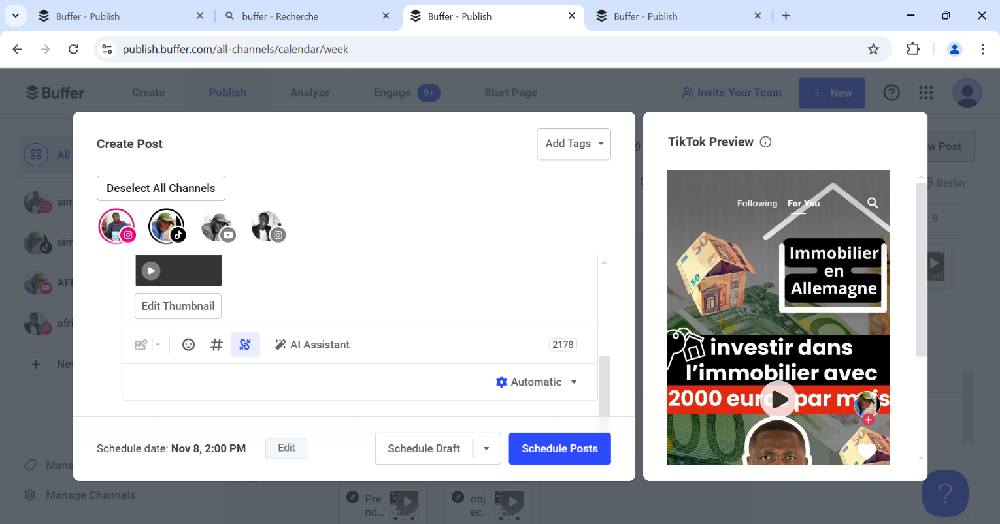 Buffer - Publish
buffer - Recherche
Buffer - Publish
Buffer - Publish
publish.buffer.com/all-channels/calendar/week
Buffer
Create
Publish
Analyze
Engage 9+
Start Page
Invite Your Team
+ New
Create Post
Add Tags
TikTok Preview
w Post
All
Deselect All Channels
Berlin
sim
Following For You
9
sim
Immobilier
en
Allemagne
AFI
Edit Thumbnail
afri
AI Assistant
2178
investir dans
l'immobilier avec
New
Automatic
2000 euro par mois
Schedule date: Nov 8, 2:00 PM
Edit
Schedule Draft
Schedule Posts
Mana
Manage Channels
Pre
nd...
obj
ec...